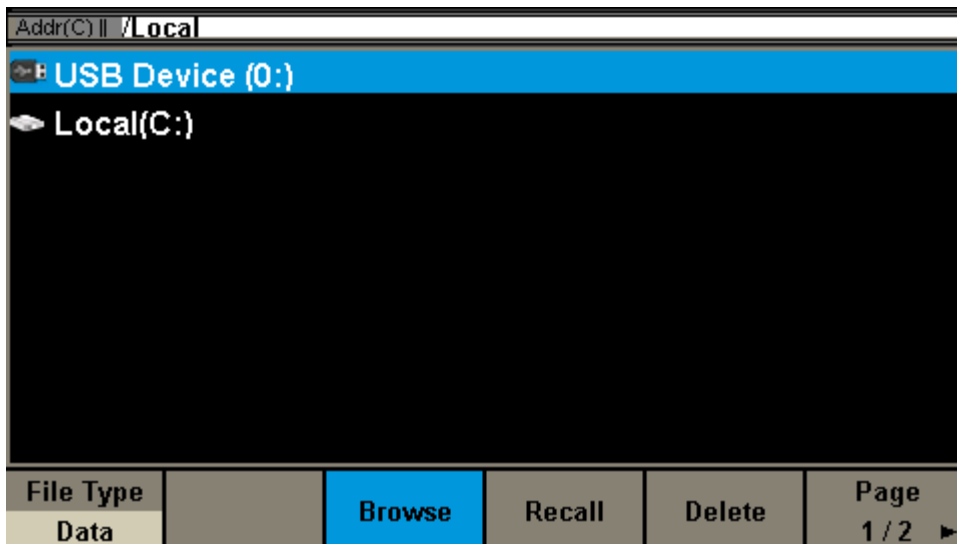 Addr(C) || /Local
USB Device (0:)
Local(C:)
File Type
Data
Browse
Recall
Delete
Page
1 / 2 ►